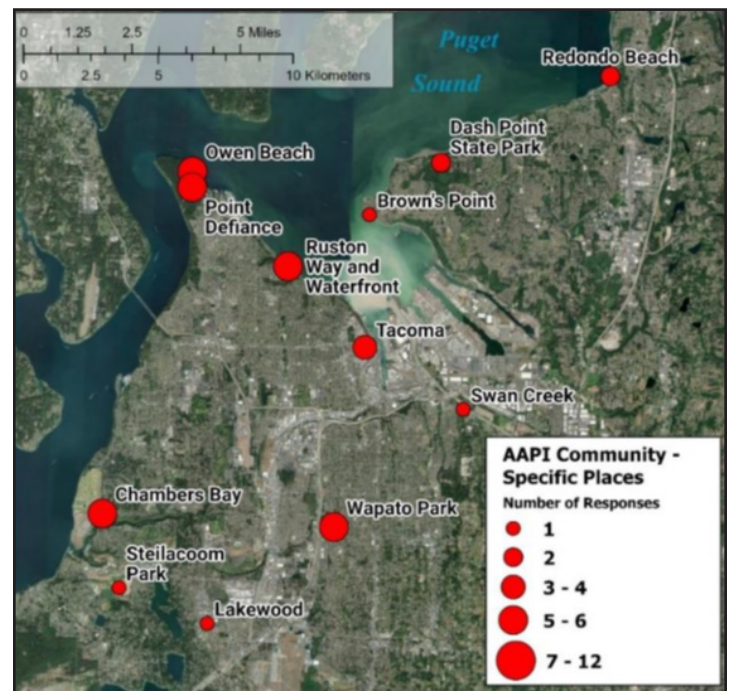 0 1.25 2.5 5 Miles
0 2.5 5 10 Kilometers
Puget
Sound
Redondo Beach
Dash Point
State Park
Owen Beach
Brown's Point
Point
Defiance
Ruston
Way and
Waterfront
Tacoma
Swan Creek
Chambers Bay
Wapato Park
Steilacoom
Park
Lakewood
AAPI Community -
Specific Places
Number of Responses
1
2
3 - 4
5 - 6
7 - 12